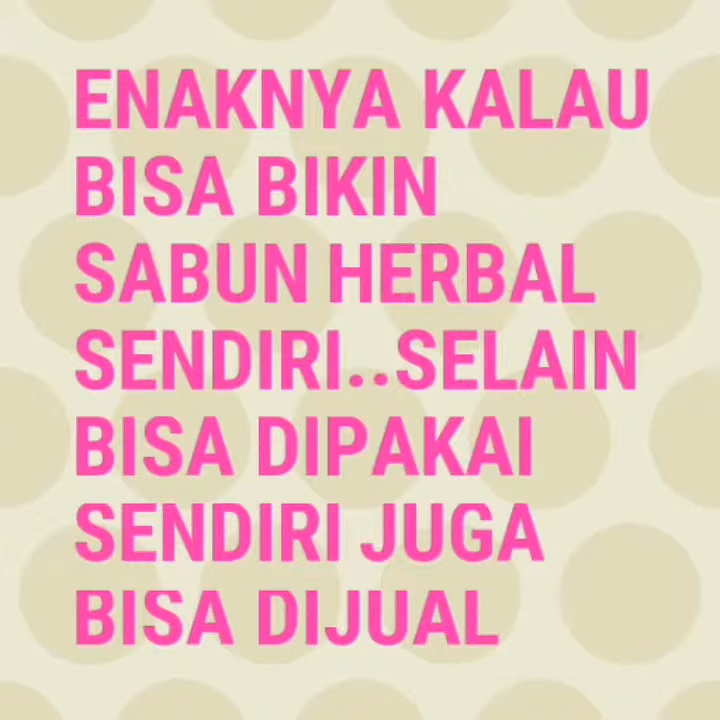 ENAKNYA KALAU
BISA BIKIN
SABUN HERBAL
SENDIRI..SELAIN
BISA DIPAKAI
SENDIRI JUGA
BISA DIJUAL